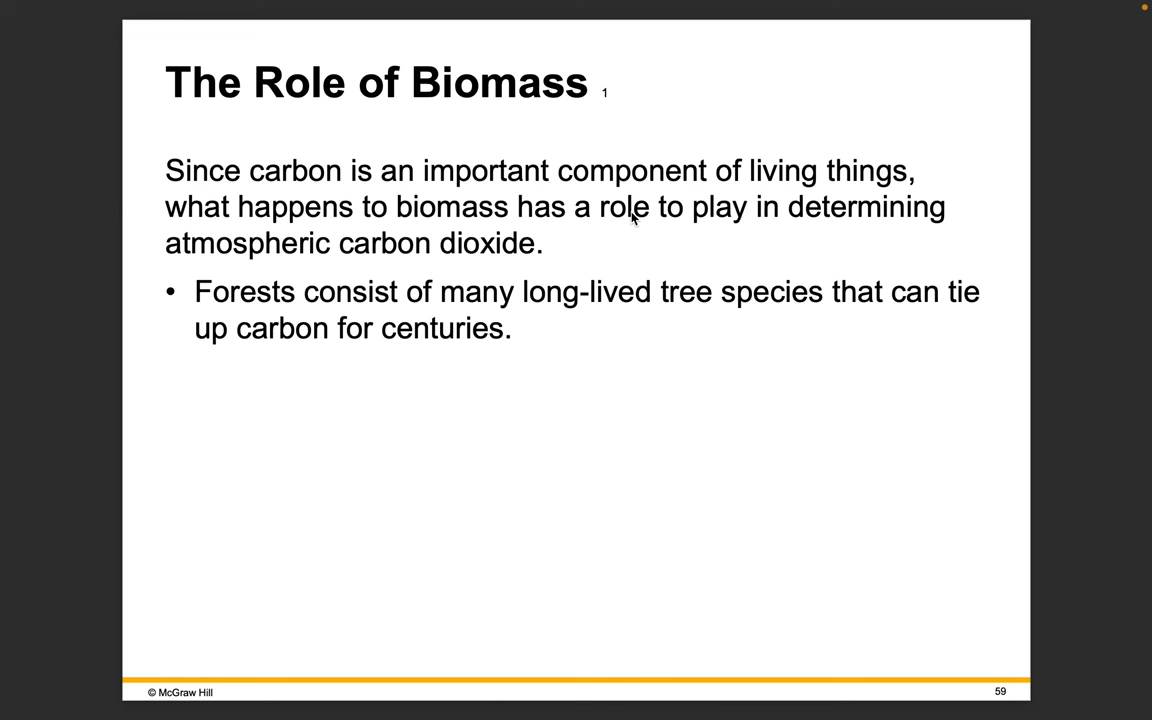 The Role of Biomass 1
Since carbon is an important component of living things,
what happens to biomass has a role to play in determining
atmospheric carbon dioxide.
• Forests consist of many long-lived tree species that can tie
up carbon for centuries.
© McGraw Hill
59